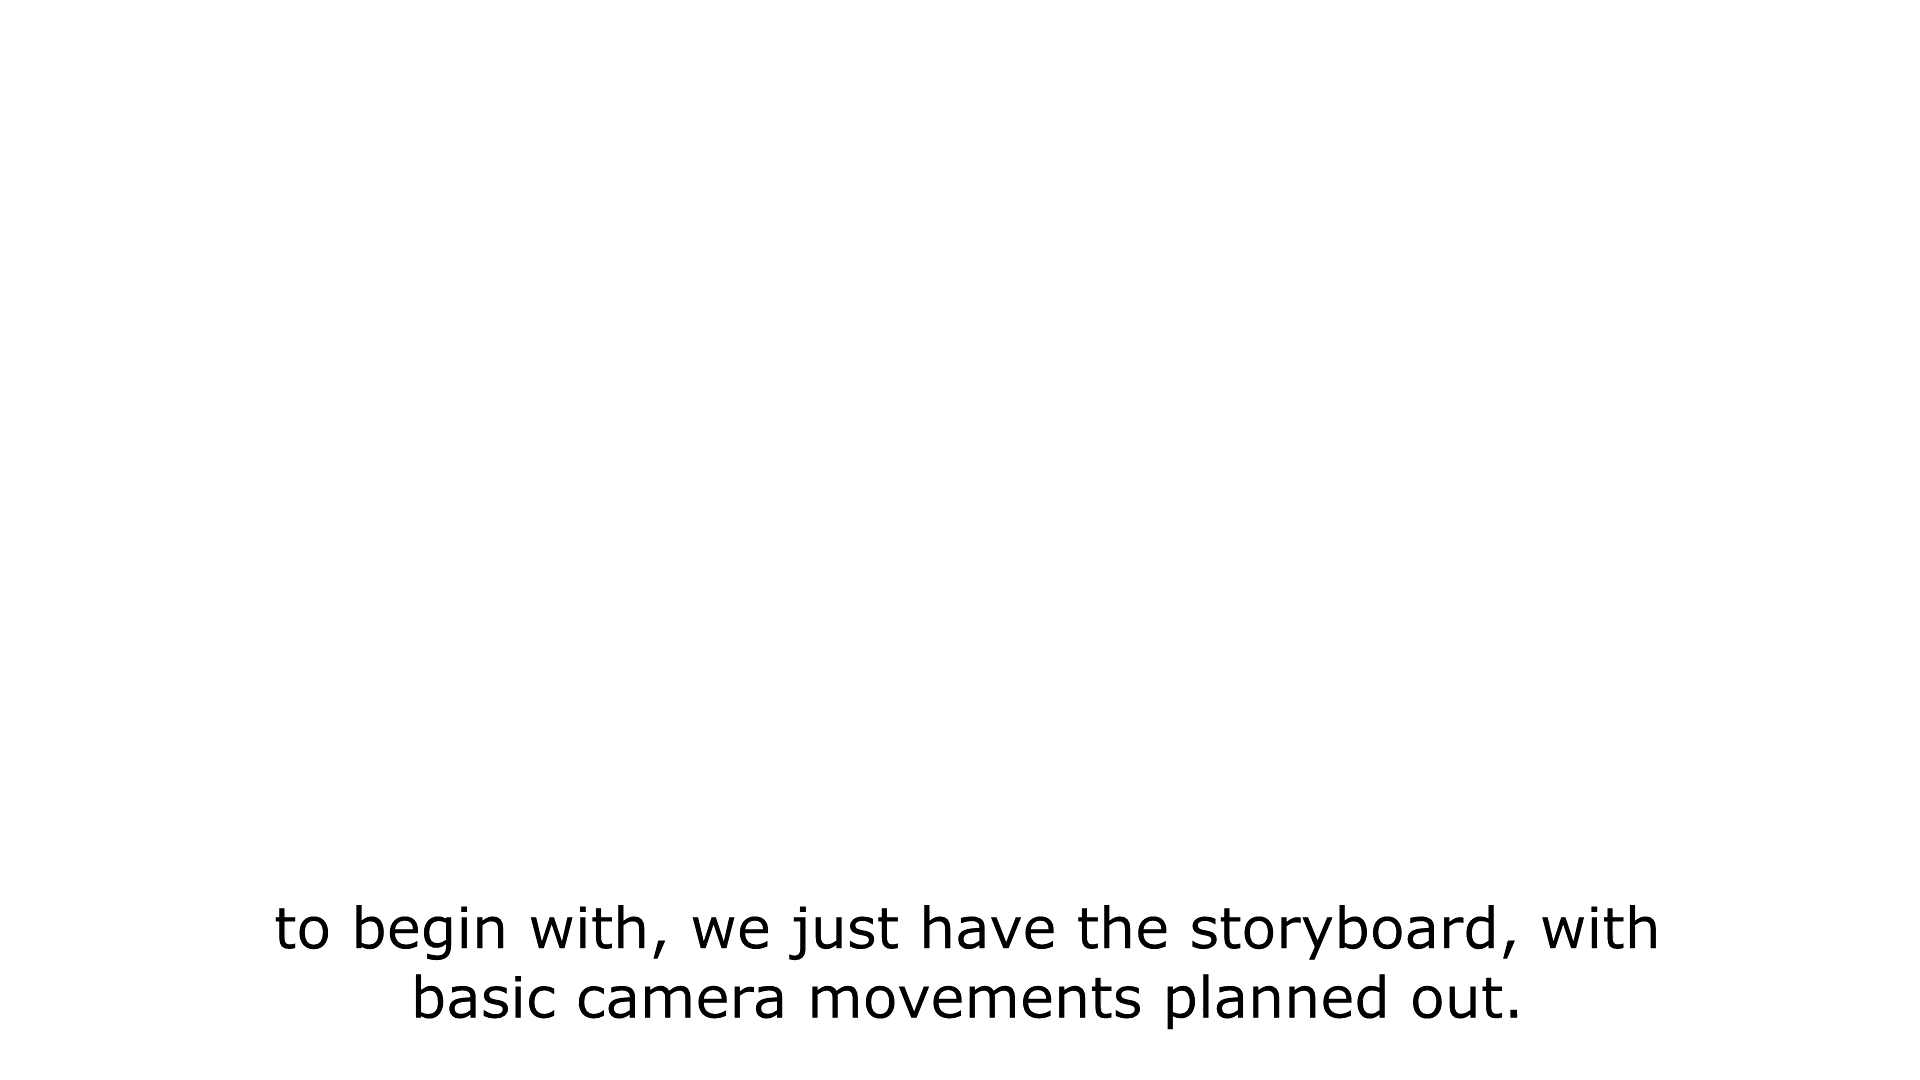 to begin with, we just have the storyboard, with
basic camera movements planned out.